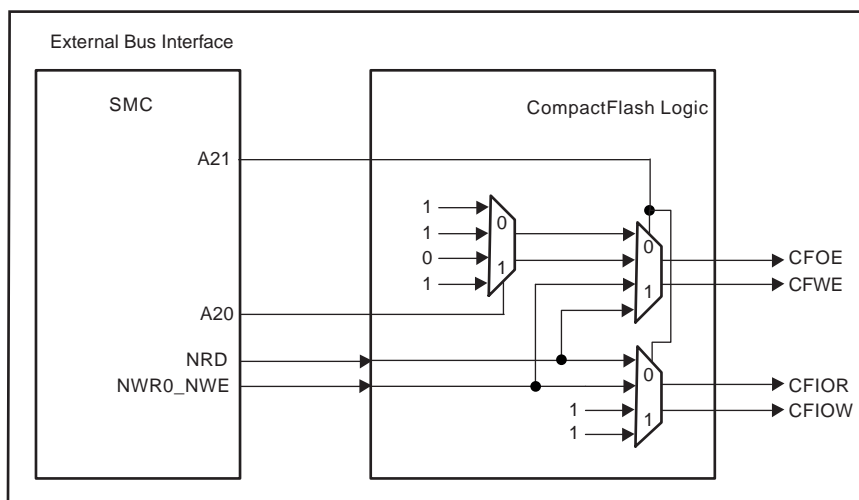 External Bus Interface
SMC
CompactFlash Logic
A21
1
1
0
1
0
1
0
1
CFOE
CFWE
A20
NRD
NWR0_NWE
1
1
0
1
CFIOR
CFIOW